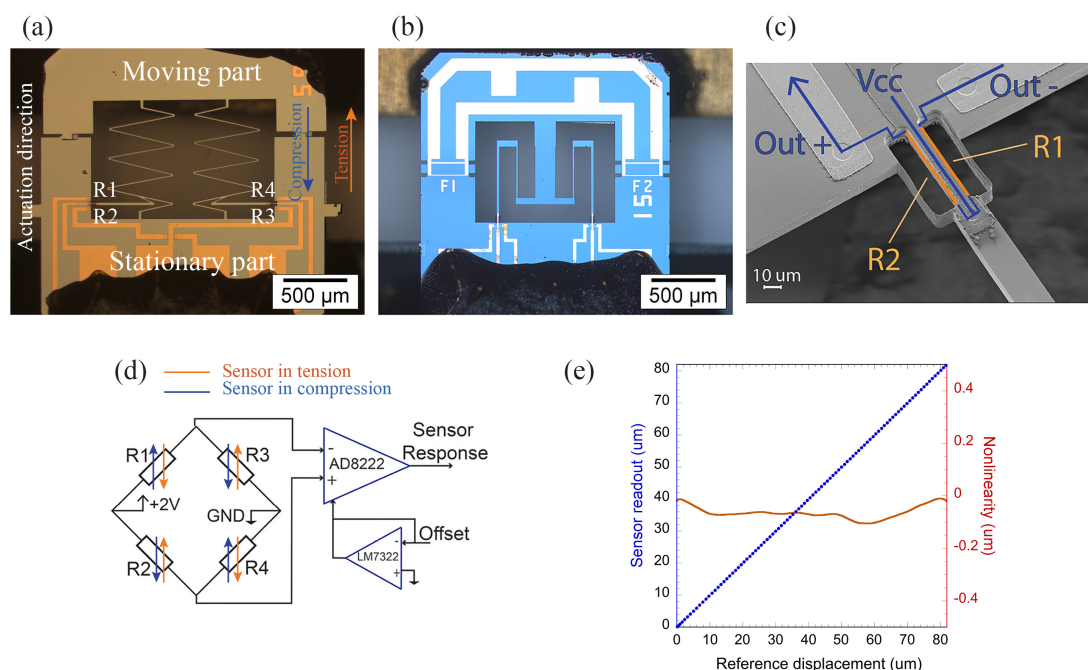 (a)
(b)
(c)
Moving part
Actuation direction
Compression
Tension
R1
R4
R2
R3
Stationary part
500 μm
F1
F2
500 μm
Vcc
Out -
Out +
R1
R2
10 um
(d)
Sensor in tension
Sensor in compression
R1
R3
+2V
GND
R2
R4
-
+
AD8222
Sensor
Response
Offset
-
+
LM7322
(e)
Sensor readout (um)
80
70
60
50
40
30
20
10
0
0.4
0.2
0
-0.2
-0.4
Nonlinearity (um)
0 10 20 30 40 50 60 70 80
Reference displacement (um)